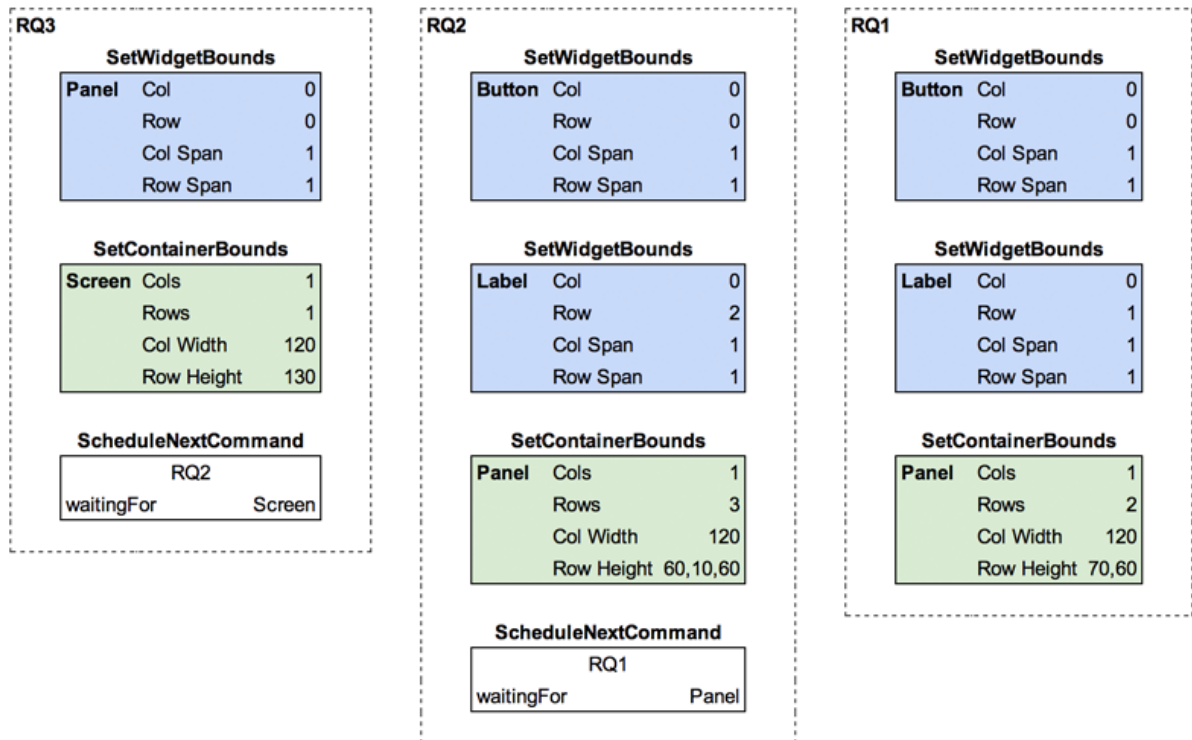 RQ3
SetWidgetBounds
Panel Col 0
Row 0
Col Span 1
Row Span 1
SetContainerBounds
Screen Cols 1
Rows 1
Col Width 120
Row Height 130
ScheduleNextCommand
RQ2
waitingFor Screen
RQ2
SetWidgetBounds
Button Col 0
Row 0
Col Span 1
Row Span 1
SetWidgetBounds
Label Col 0
Row 2
Col Span 1
Row Span 1
SetContainerBounds
Panel Cols 1
Rows 3
Col Width 120
Row Height 60,10,60
ScheduleNextCommand
RQ1
waitingFor Panel
RQ1
SetWidgetBounds
Button Col 0
Row 0
Col Span 1
Row Span 1
SetWidgetBounds
Label Col 0
Row 1
Col Span 1
Row Span 1
SetContainerBounds
Panel Cols 1
Rows 2
Col Width 120
Row Height 70,60